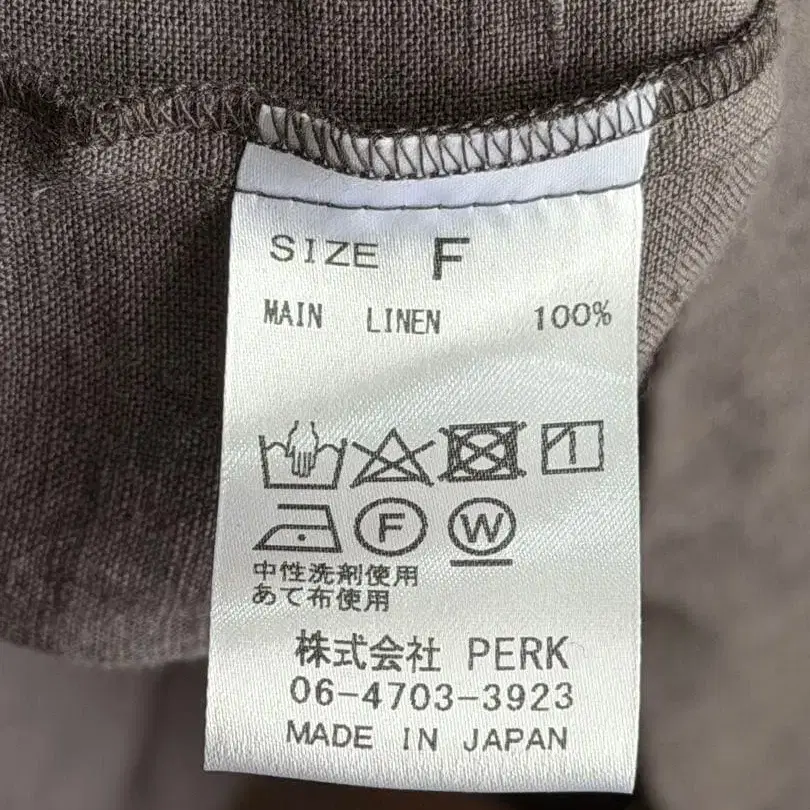 SIZE F
MAIN LINEN 100%
F W
中性洗剤使用
あて布使用
株式会社 PERK
06-4703-3923
MADE IN JAPAN